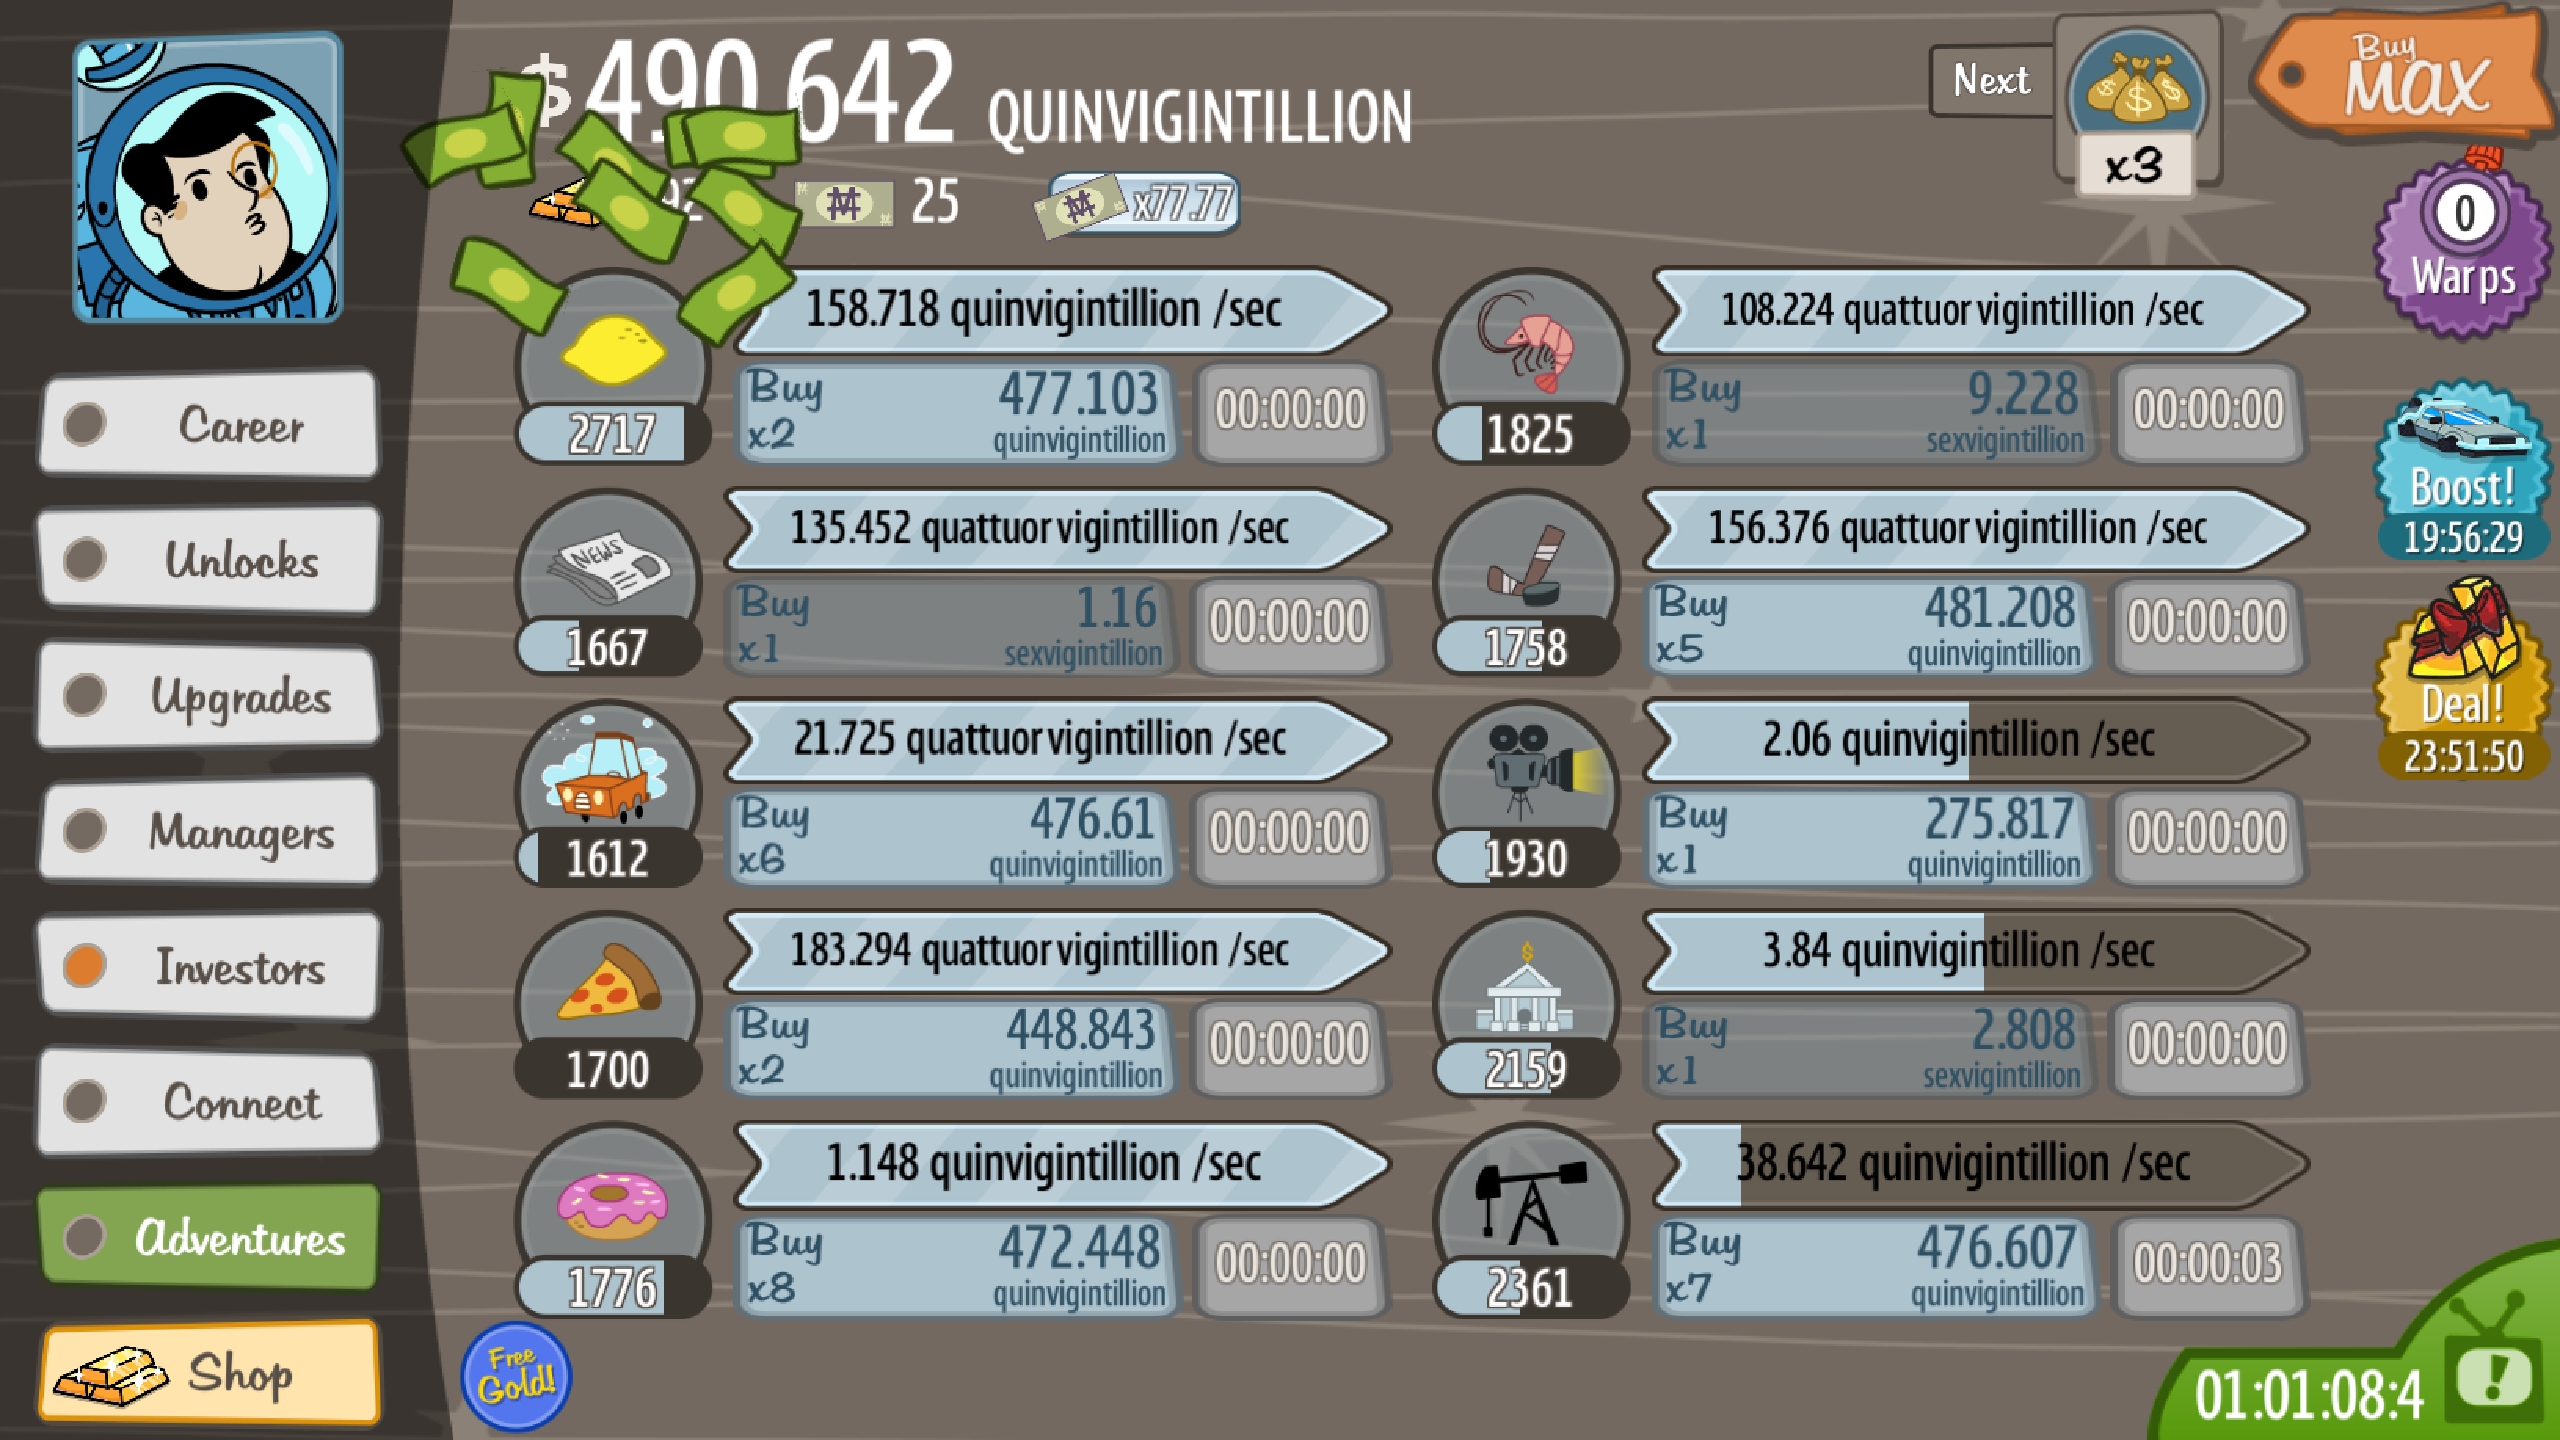 $490.642 QUINVIGINTILLION
Next
x3
Buy
MAX
25
x77.77
0
Warps
158.718 quinvigintillion /sec
Buy
x2
477.103
quinvigintillion
00:00:00
2717
108.224 quattuorvigintillion /sec
Buy
x1
9.228
sexvigintillion
00:00:00
1825
Career
Boost!
19:56:29
135.452 quattuorvigintillion /sec
NEWS
Buy
x1
1.16
sexvigintillion
00:00:00
1667
156.376 quattuorvigintillion /sec
Buy
x5
481.208
quinvigintillion
00:00:00
1758
Unlocks
Upgrades
Deal!
23:51:50
21.725 quattuorvigintillion /sec
Buy
x6
476.61
quinvigintillion
00:00:00
1612
2.06 quinvigintillion /sec
Buy
x1
275.817
quinvigintillion
00:00:00
1930
Managers
Investors
183.294 quattuorvigintillion /sec
Buy
x2
448.843
quinvigintillion
00:00:00
1700
3.84 quinvigintillion /sec
Buy
x1
2.808
sexvigintillion
00:00:00
2159
Connect
Adventures
1.148 quinvigintillion /sec
Buy
x8
472.448
quinvigintillion
00:00:00
1776
38.642 quinvigintillion /sec
Buy
x7
476.607
quinvigintillion
00:00:03
2361
Shop
Free
Gold!
01:01:08:4